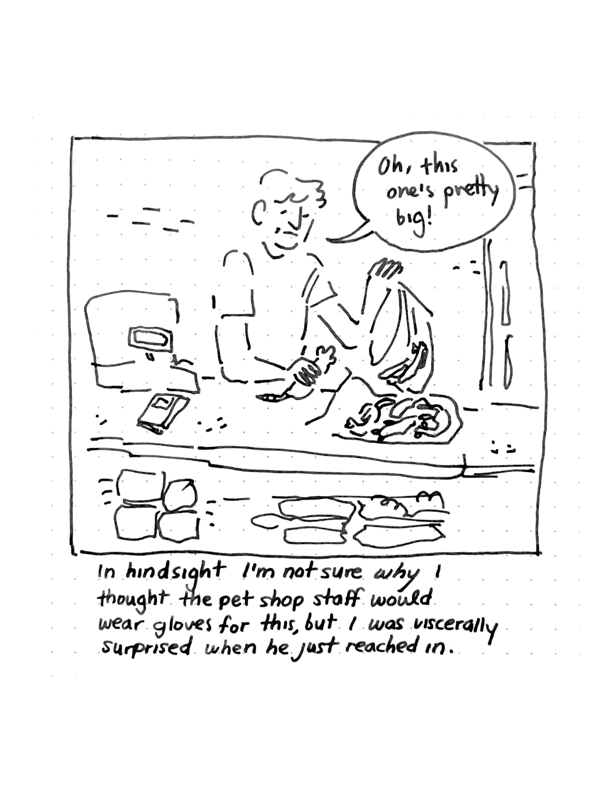 Oh, this
one's pretty
big!
In hindsight I'm not sure why I
thought the pet shop staff would
wear gloves for this, but I was viscerally
surprised when he just reached in.